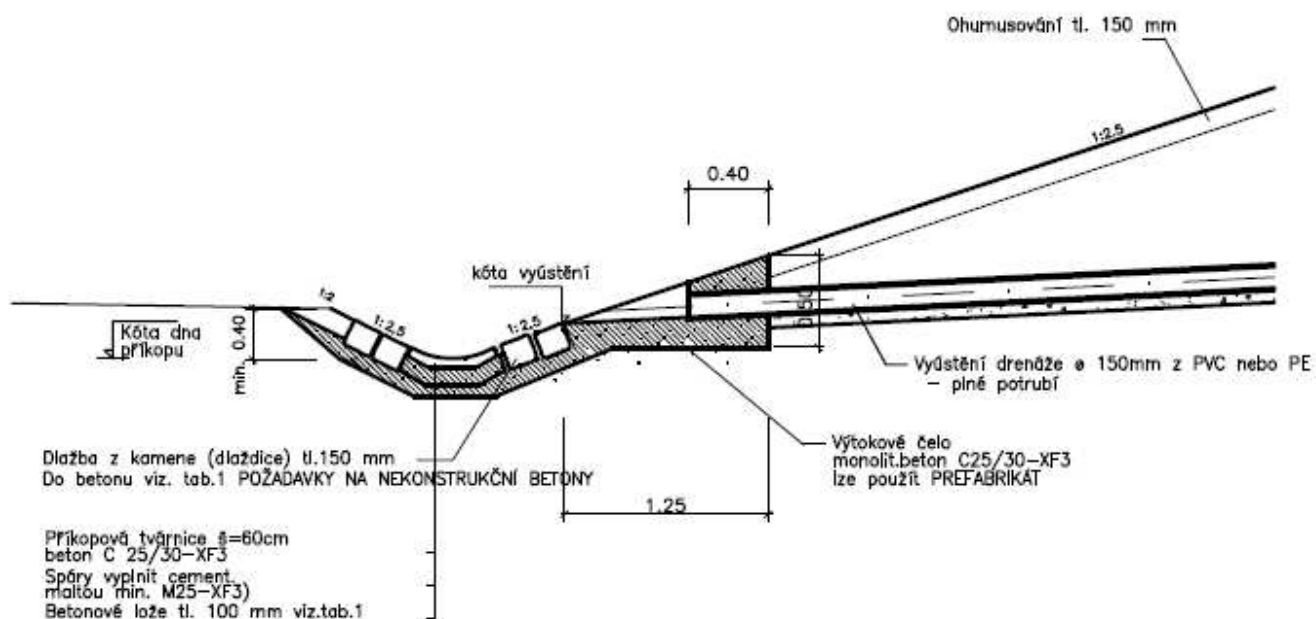 Ohumusování tl. 150 mm
1:2.5
0.40
kóta vyústění
1:2
1:2.5
1:2.5
Kóta dna
příkopu
min. 0.40
0.50
Vyústění drenáže ø 150mm z PVC nebo PE
– plné potrubí
Výtokové čelo
monolit.beton C25/30-XF3
lze použít PREFABRIKÁT
Dlažba z kamene (dlaždice) tl.150 mm
Do betonu viz. tab.1 POŽADAVKY NA NEKONSTRUKČNÍ BETONY
1.25
Příkopová tvárnice š=60cm
beton C 25/30-XF3
Spáry vyplnit cement.
maltou min. M25-XF3)
Betonové lože tl. 100 mm viz.tab.1